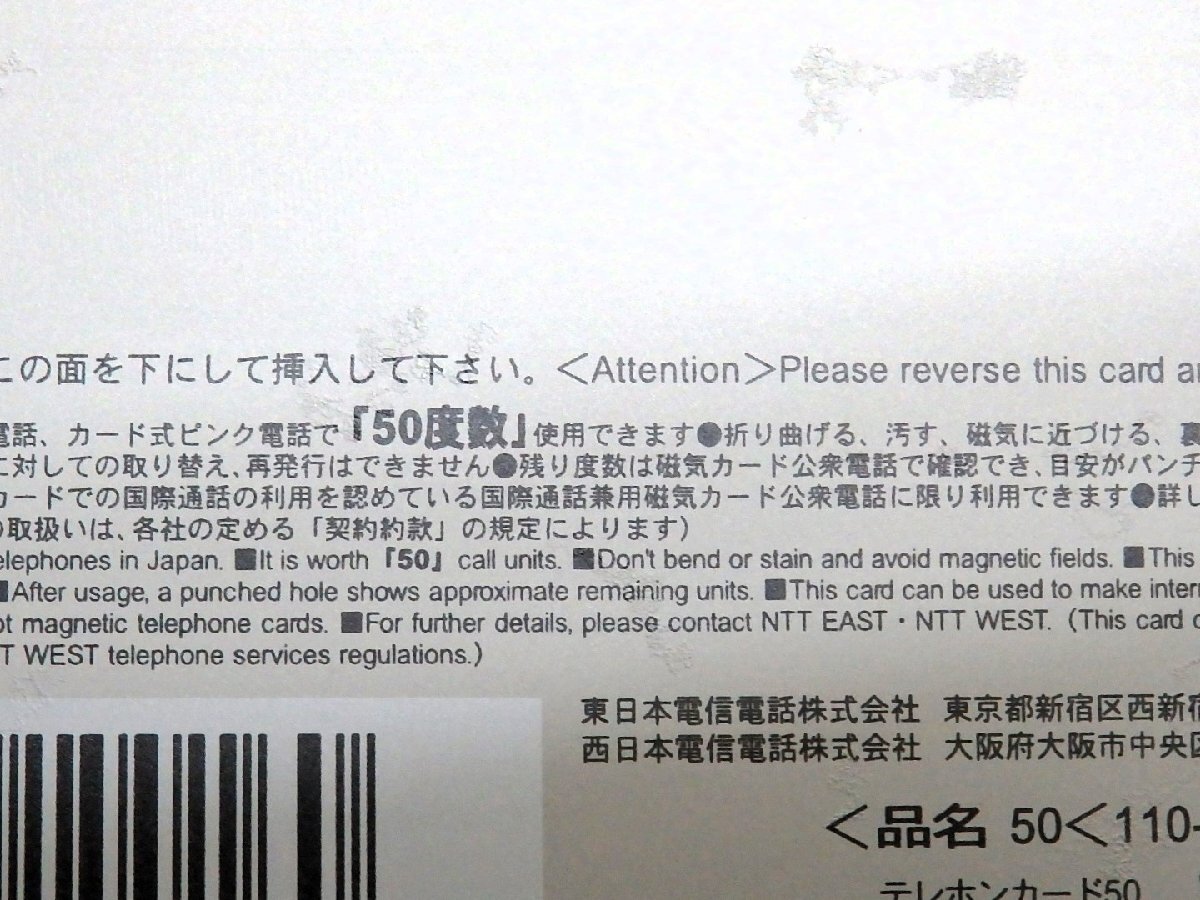 この面を下にして挿入して下さい。＜Attention＞Please reverse this card an
電話、カード式ピンク電話で『50度数』使用できます●折り曲げる、汚す、磁気に近づける、裏
に対しての取り替え、再発行はできません●残り度数は磁気カード公衆電話で確認でき、目安がパンチ
カードでの国際通話の利用を認めている国際通話兼用磁気カード公衆電話に限り利用できます●詳し
の取扱いは、各社の定める「契約約款」の規定によります)
elephones in Japan. ■It is worth『50』call units. ■Don't bend or stain and avoid magnetic fields. ■This
■After usage, a punched hole shows approximate remaining units. ■This card can be used to make intern
ot magnetic telephone cards. ■For further details, please contact NTT EAST・NTT WEST. (This card c
T WEST telephone services regulations.)
東日本電信電話株式会社 東京都新宿区西新宿
西日本電信電話株式会社 大阪府大阪市中央区
＜品名 50＜110-
テレホンカード50